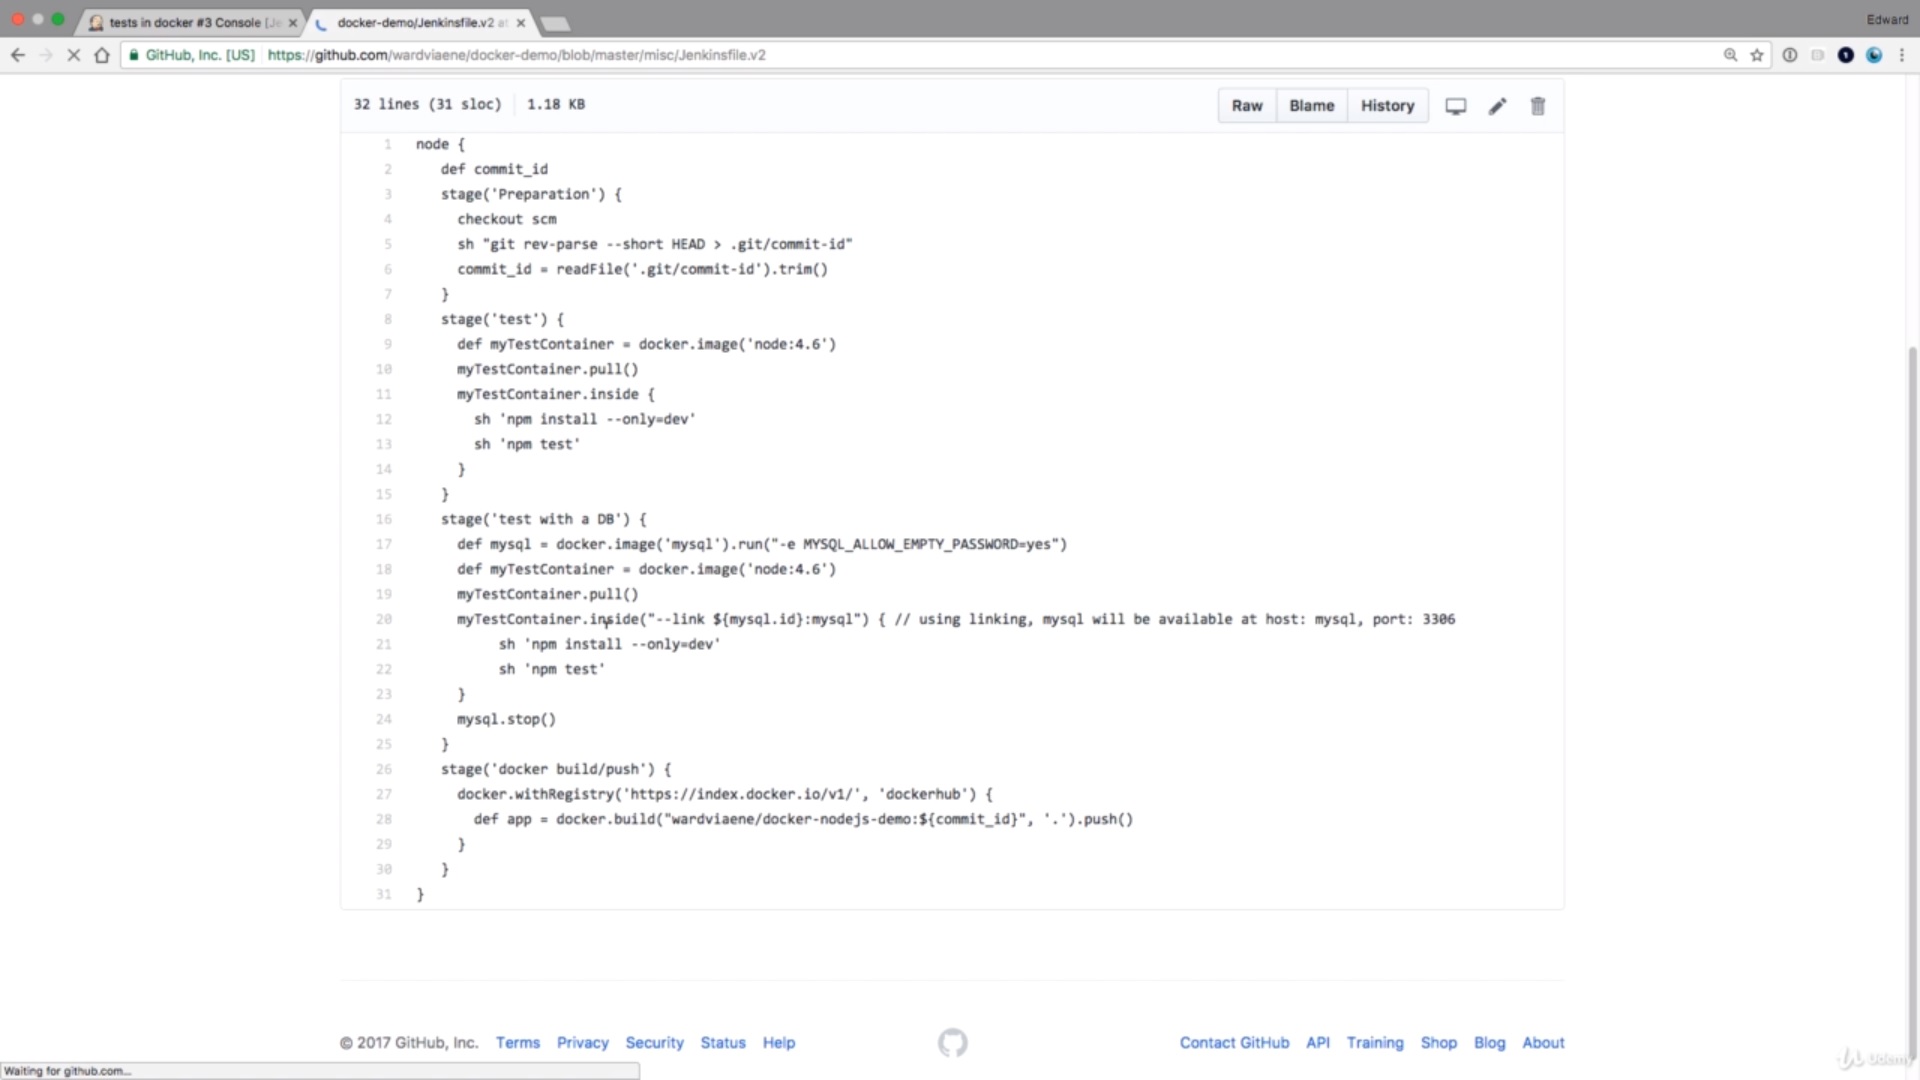 tests in docker #3 Console [Je
docker-demo/Jenkinsfile.v2 at
Edward
GitHub, Inc. [US] https://github.com/wardviaene/docker-demo/blob/master/misc/Jenkinsfile.v2
32 lines (31 sloc) 1.18 KB
Raw Blame History
1 node {
2 def commit_id
3 stage('Preparation') {
4 checkout scm
5 sh "git rev-parse --short HEAD > .git/commit-id"
6 commit_id = readFile('.git/commit-id').trim()
7 }
8 stage('test') {
9 def myTestContainer = docker.image('node:4.6')
10 myTestContainer.pull()
11 myTestContainer.inside {
12 sh 'npm install --only=dev'
13 sh 'npm test'
14 }
15 }
16 stage('test with a DB') {
17 def mysql = docker.image('mysql').run("-e MYSQL_ALLOW_EMPTY_PASSWORD=yes")
18 def myTestContainer = docker.image('node:4.6')
19 myTestContainer.pull()
20 myTestContainer.inside("--link ${mysql.id}:mysql") { // using linking, mysql will be available at host: mysql, port: 3306
21 sh 'npm install --only=dev'
22 sh 'npm test'
23 }
24 mysql.stop()
25 }
26 stage('docker build/push') {
27 docker.withRegistry('https://index.docker.io/v1/', 'dockerhub') {
28 def app = docker.build("wardviaene/docker-nodejs-demo:${commit_id}", '.').push()
29 }
30 }
31 }
© 2017 GitHub, Inc. Terms Privacy Security Status Help
Contact GitHub API Training Shop Blog About
Waiting for github.com...
Udemy